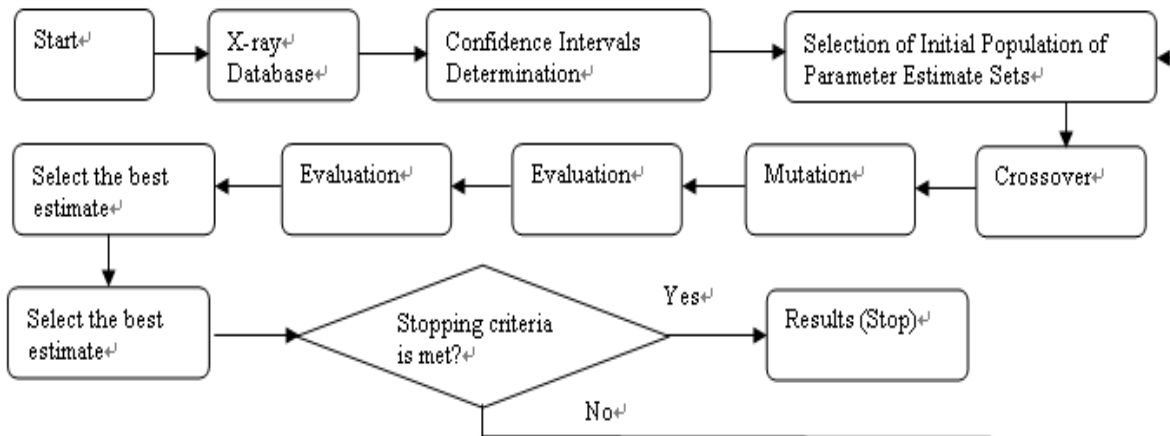 Start↵
X-ray↵
Database↵
Confidence Intervals
Determination↵
Selection of Initial Population of
Parameter Estimate Sets↵
Crossover↵
Mutation↵
Evaluation↵
Evaluation↵
Select the best
estimate↵
Select the best
estimate↵
Stopping criteria
is met?↵
Yes↵
Results (Stop)↵
No↵